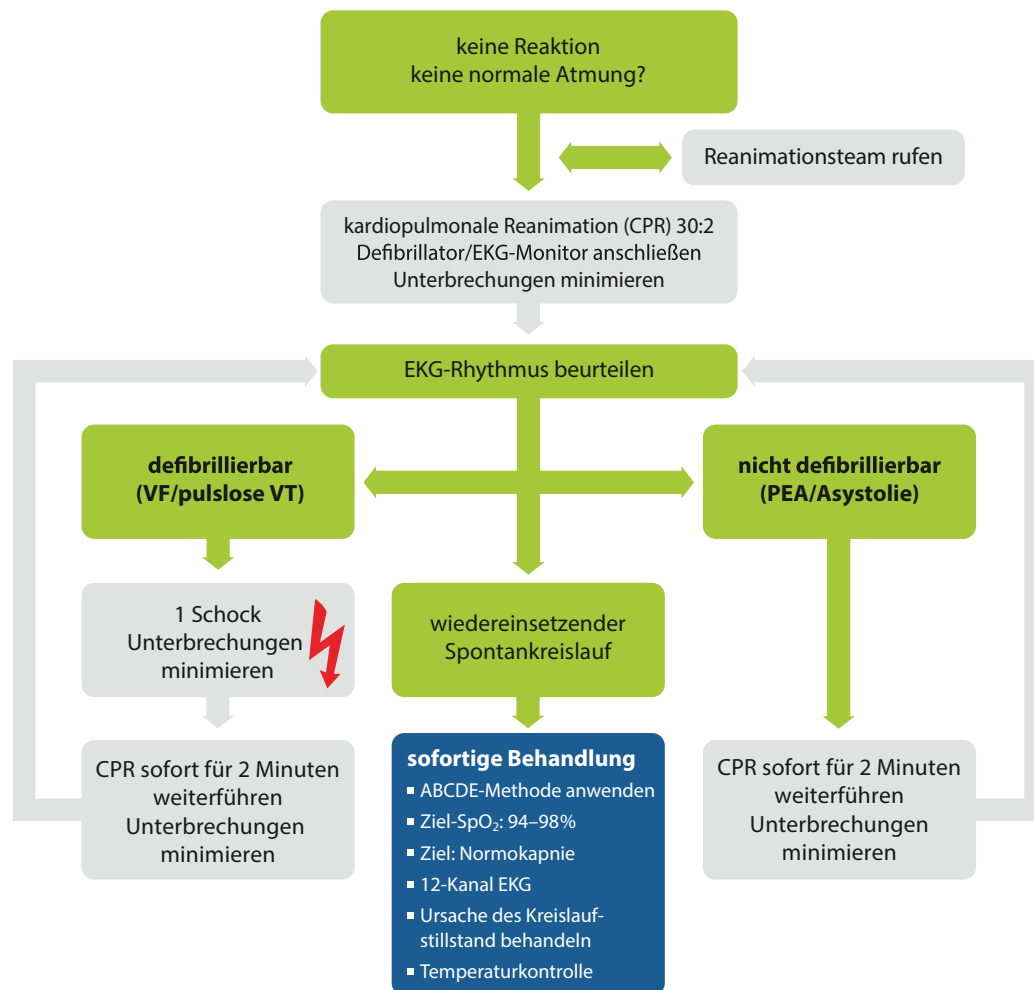 keine Reaktion
keine normale Atmung?
Reanimationsteam rufen
kardiopulmonale Reanimation (CPR) 30:2
Defibrillator/EKG-Monitor anschließen
Unterbrechungen minimieren
EKG-Rhythmus beurteilen
defibrillierbar
(VF/pulslose VT)
nicht defibrillierbar
(PEA/Asystolie)
1 Schock
Unterbrechungen
minimieren
wiedereinsetzender
Spontankreislauf
CPR sofort für 2 Minuten
weiterführen
Unterbrechungen
minimieren
sofortige Behandlung
▪ ABCDE-Methode anwenden
▪ Ziel-SpO₂: 94–98%
▪ Ziel: Normokapnie
▪ 12-Kanal EKG
▪ Ursache des Kreislauf-
stillstand behandeln
▪ Temperaturkontrolle
CPR sofort für 2 Minuten
weiterführen
Unterbrechungen
minimieren